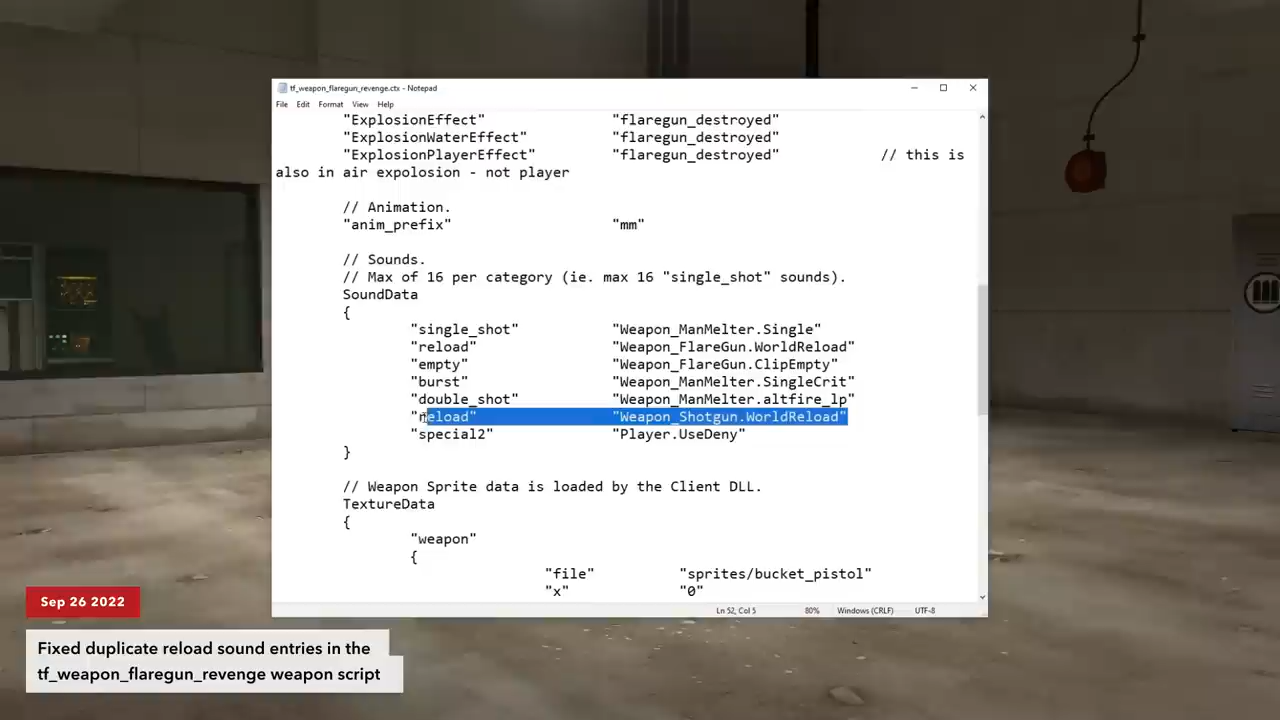 tf_weapon_flaregun_revenge.ctx - Notepad
File Edit Format View Help
"ExplosionEffect" "flaregun_destroyed"
"ExplosionWaterEffect" "flaregun_destroyed"
"ExplosionPlayerEffect" "flaregun_destroyed" // this is
also in air expolosion - not player
// Animation.
"anim_prefix" "mm"
// Sounds.
// Max of 16 per category (ie. max 16 "single_shot" sounds).
SoundData
{
"single_shot" "Weapon_ManMelter.Single"
"reload" "Weapon_FlareGun.WorldReload"
"empty" "Weapon_FlareGun.ClipEmpty"
"burst" "Weapon_ManMelter.SingleCrit"
"double_shot" "Weapon_ManMelter.altfire_lp"
"reload" "Weapon_Shotgun.WorldReload"
"special2" "Player.UseDeny"
}
// Weapon Sprite data is loaded by the Client DLL.
TextureData
{
"weapon"
{
"file" "sprites/bucket_pistol"
"x" "0"
Ln 52, Col 5 80% Windows (CRLF) UTF-8
Sep 26 2022
Fixed duplicate reload sound entries in the
tf_weapon_flaregun_revenge weapon script